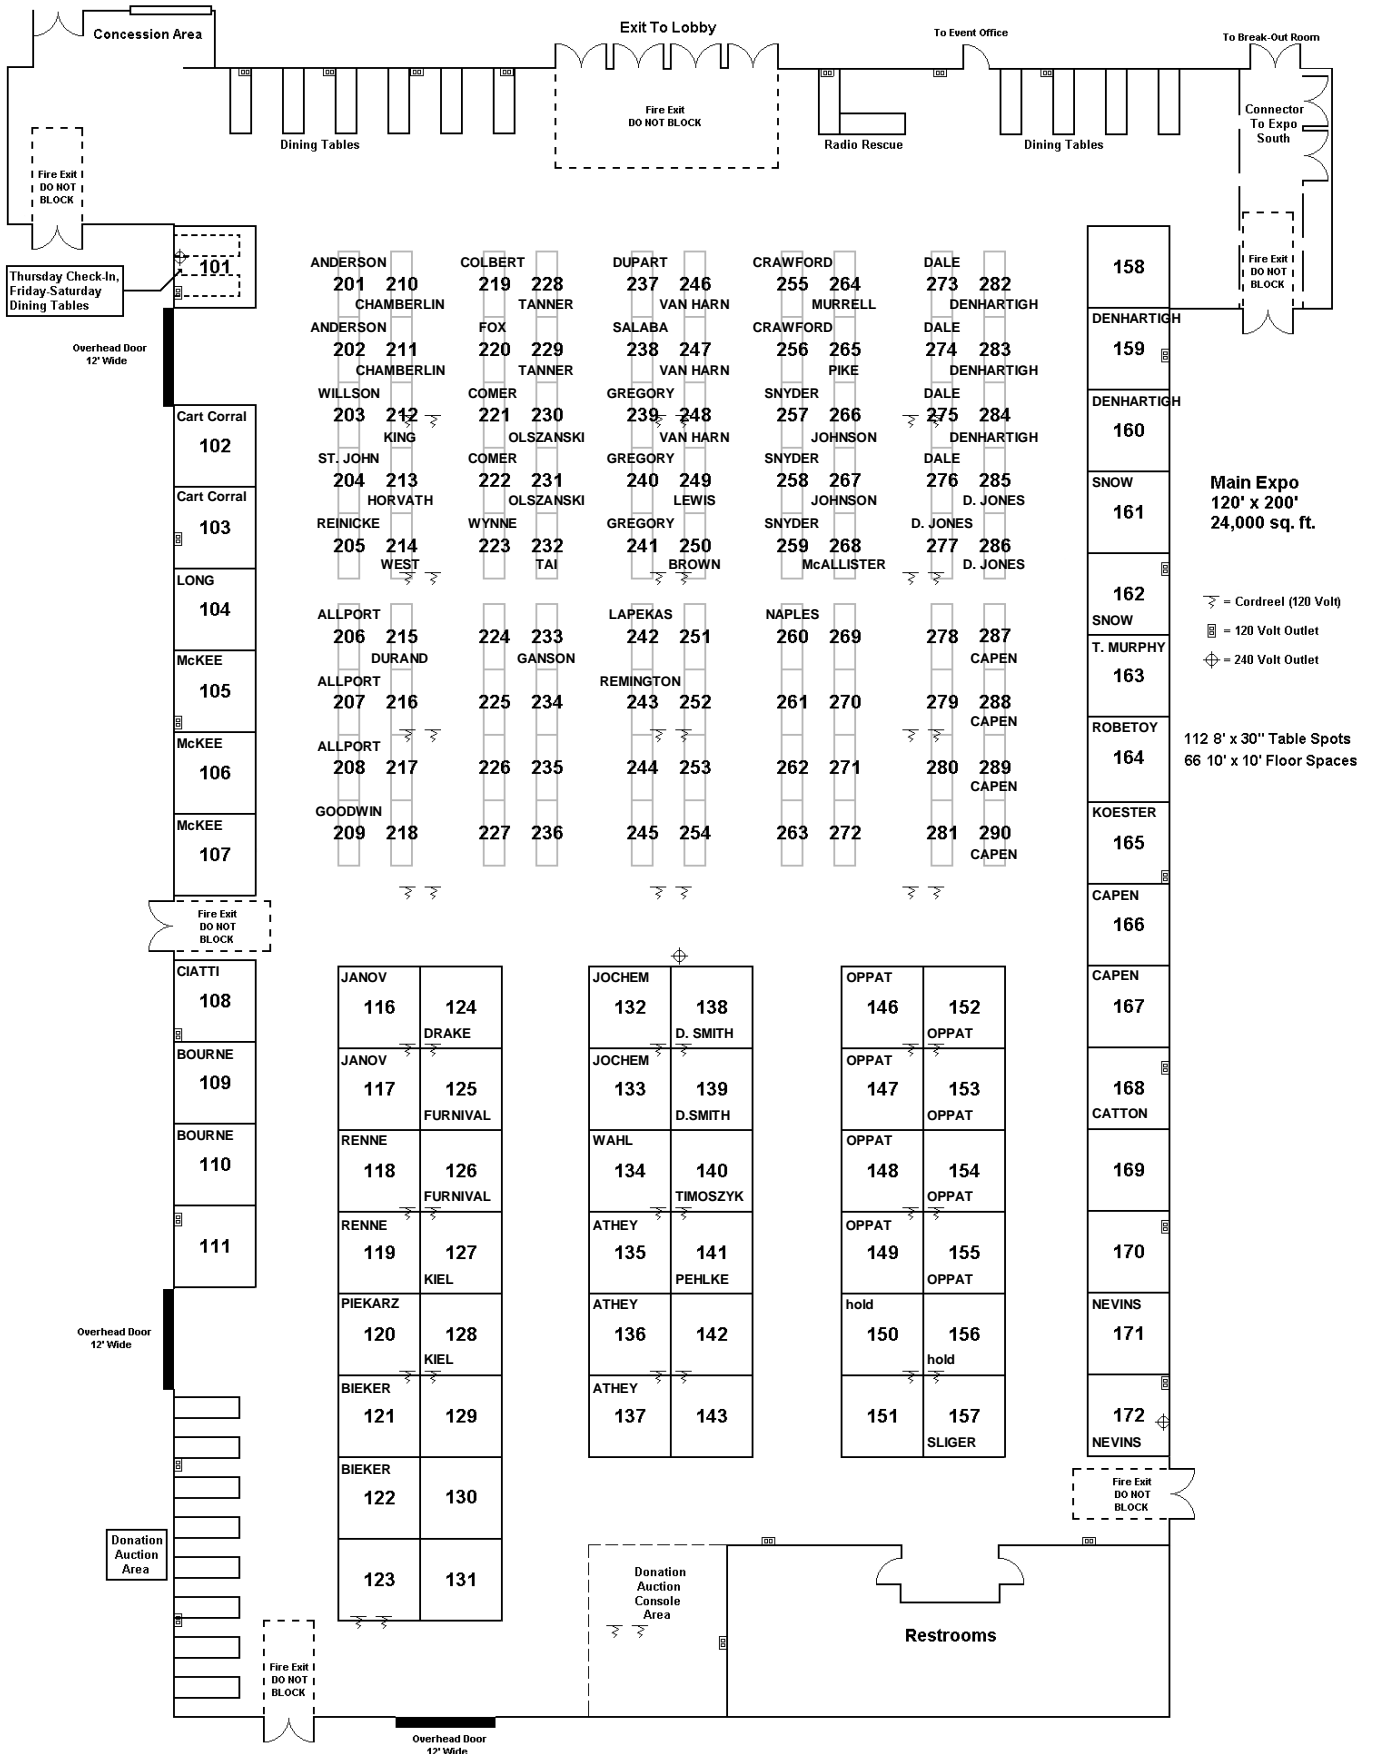 Concession Area
Exit To Lobby
To Event Office
To Break-Out Room
Fire Exit
DO NOT BLOCK
Connector
To Expo
South
Dining Tables
Radio Rescue
Dining Tables
Fire Exit
DO NOT
BLOCK
Fire Exit
DO NOT
BLOCK
Thursday Check-In,
Friday-Saturday
Dining Tables
101
Overhead Door
12' Wide
ANDERSON COLBERT DUPART CRAWFORD DALE
201 210 219 228 237 246 255 264 273 282 158
CHAMBERLIN TANNER VAN HARN MURRELL DENHARTIGH
ANDERSON FOX SALABA CRAWFORD DALE DENHARTIGH
202 211 220 229 238 247 256 265 274 283 159
CHAMBERLIN TANNER VAN HARN PIKE DENHARTIGH
WILLSON COMER GREGORY SNYDER DALE DENHARTIGH
Cart Corral
102
203 212 221 230 239 248 257 266 275 284 160
KING OLSZANSKI VAN HARN JOHNSON DENHARTIGH
ST. JOHN COMER GREGORY SNYDER DALE SNOW
204 213 222 231 240 249 258 267 276 285 161
HORVATH OLSZANSKI LEWIS JOHNSON D. JONES
Cart Corral
103
REINICKE WYNNE GREGORY SNYDER D. JONES
205 214 223 232 241 250 259 268 277 286
WEST TAI BROWN McALLISTER D. JONES
162
SNOW
Main Expo
120' x 200'
24,000 sq. ft.
= Cordreel (120 Volt)
= 120 Volt Outlet
= 240 Volt Outlet
112 8' x 30" Table Spots
66 10' x 10' Floor Spaces
LONG
104
ALLPORT LAPEKAS NAPLES
206 215 224 233 242 251 260 269 278 287
DURAND GANSON CAPEN
T. MURPHY
163
McKEE
105
ALLPORT REMINGTON
207 216 225 234 243 252 261 270 279 288
CAPEN
ROBETOY
164
McKEE
106
ALLPORT
208 217 226 235 244 253 262 271 280 289
CAPEN
KOESTER
165
McKEE
107
GOODWIN
209 218 227 236 245 254 263 272 281 290
CAPEN
CAPEN
166
Fire Exit
DO NOT
BLOCK
CIATTI JANOV JOCHEM OPPAT CAPEN
108 116 124 132 138 146 152 167
DRAKE D. SMITH OPPAT
BOURNE JANOV JOCHEM OPPAT
109 117 125 133 139 147 153 168
FURNIVAL D.SMITH OPPAT CATTON
BOURNE RENNE WAHL OPPAT
110 118 126 134 140 148 154 169
FURNIVAL TIMOSZYK OPPAT
RENNE ATHEY OPPAT
111 119 127 135 141 149 155 170
KIEL PEHLKE OPPAT
PIEKARZ ATHEY hold NEVINS
120 128 136 142 150 156 171
KIEL hold
Overhead Door
12' Wide
BIEKER ATHEY
121 129 137 143 151 157 172
SLIGER NEVINS
BIEKER
122 130
Fire Exit
DO NOT
BLOCK
Donation
Auction
Area
123 131
Donation
Auction
Console
Area
Restrooms
Fire Exit
DO NOT
BLOCK
Overhead Door
12' Wide